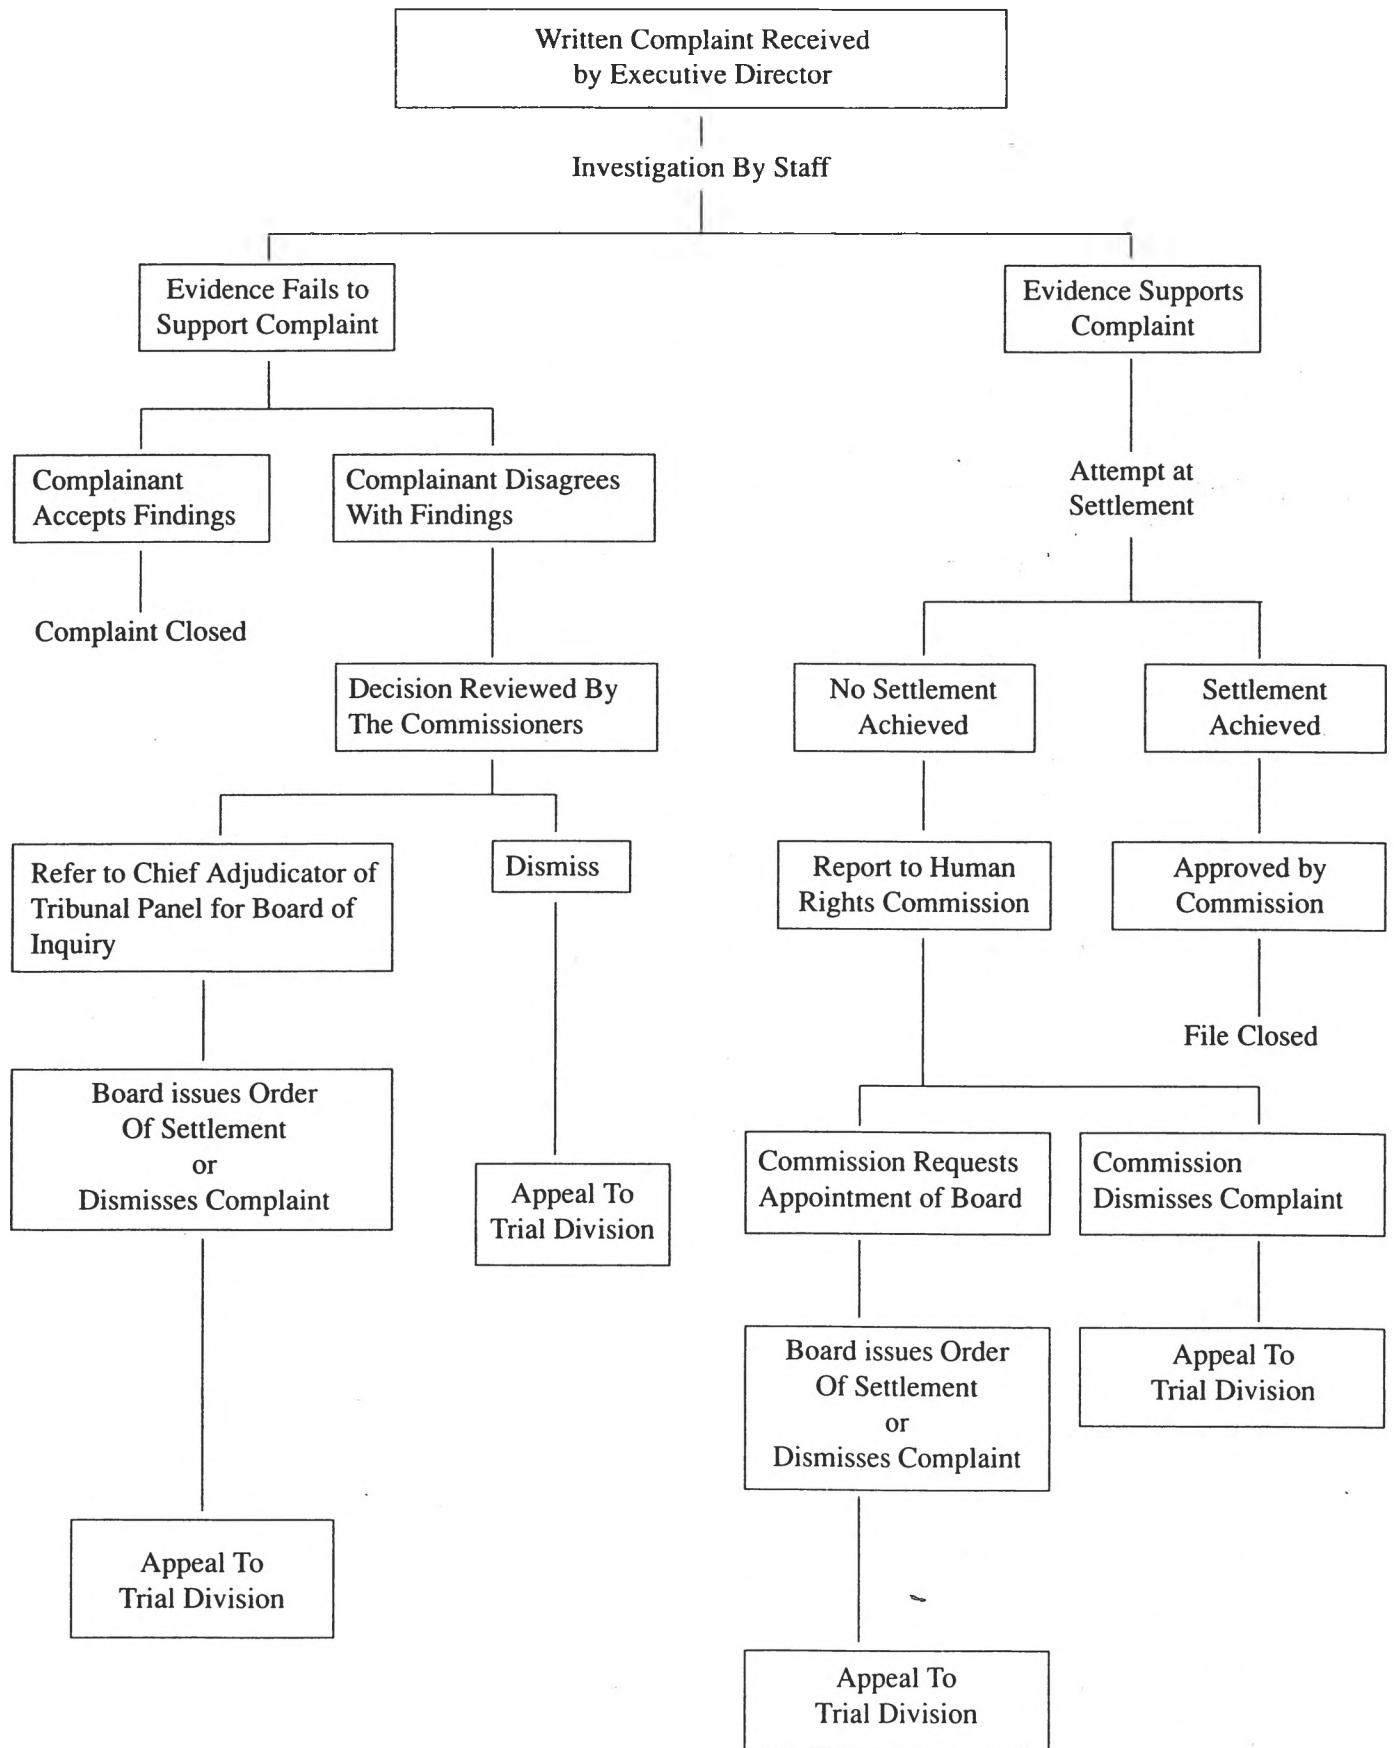 Written Complaint Received
by Executive Director
Investigation By Staff
Evidence Fails to
Support Complaint
Evidence Supports
Complaint
Complainant
Accepts Findings
Complainant Disagrees
With Findings
Attempt at
Settlement
Complaint Closed
Decision Reviewed By
The Commissioners
No Settlement
Achieved
Settlement
Achieved
Refer to Chief Adjudicator of
Tribunal Panel for Board of
Inquiry
Dismiss
Report to Human
Rights Commission
Approved by
Commission
File Closed
Board issues Order
Of Settlement
or
Dismisses Complaint
Appeal To
Trial Division
Commission Requests
Appointment of Board
Commission
Dismisses Complaint
Board issues Order
Of Settlement
or
Dismisses Complaint
Appeal To
Trial Division
Appeal To
Trial Division
Appeal To
Trial Division